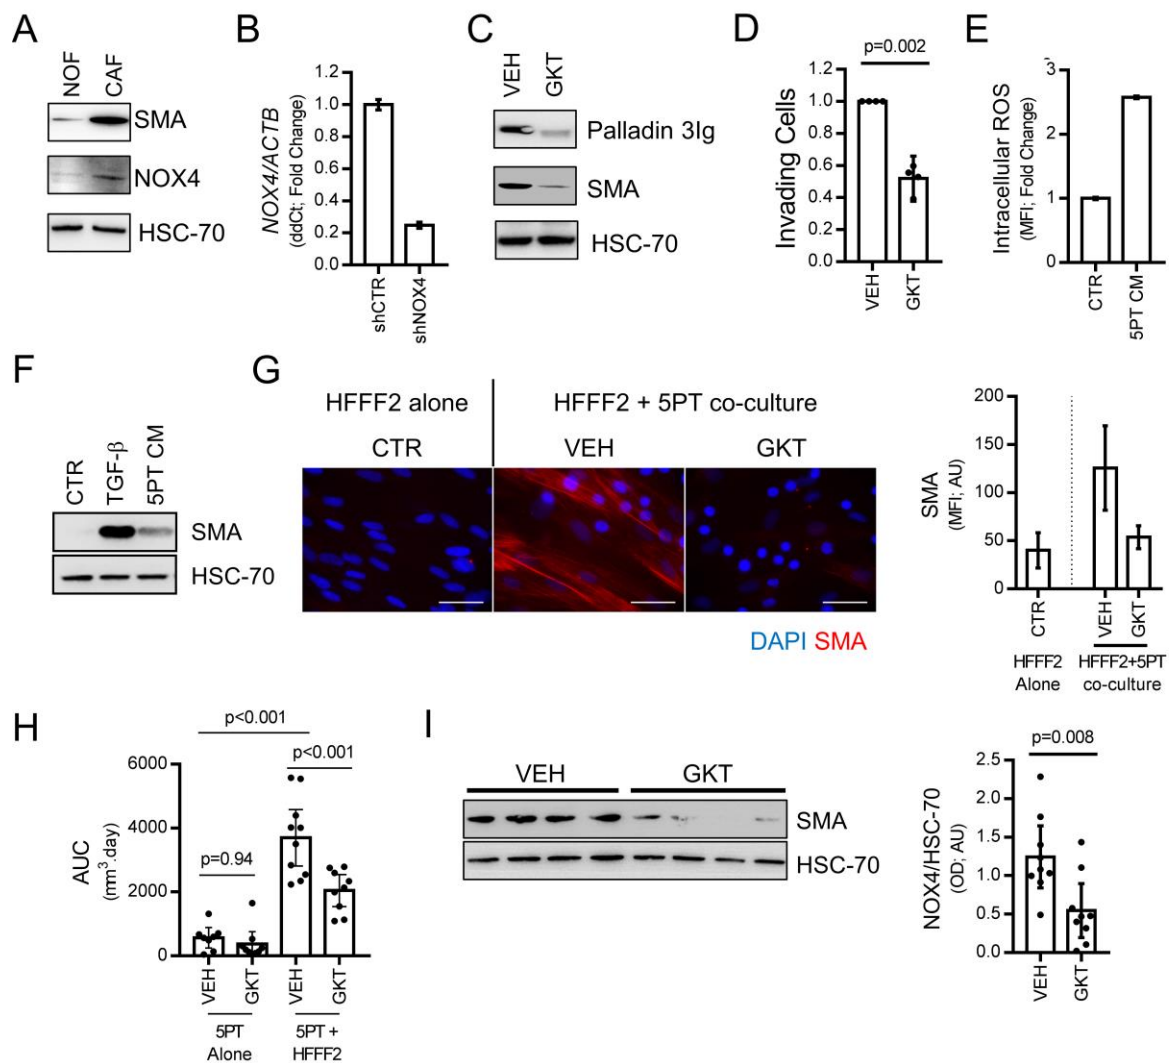 A
NOF
CAF
SMA
NOX4
HSC-70
B
NOX4/ACTB
(ddCt; Fold Change)
1.2
1.0
0.8
0.6
0.4
0.2
0.0
shCTR
shNOX4
C
VEH
GKT
Palladin 3Ig
SMA
HSC-70
D
p=0.002
Invading Cells
1.2
1.0
0.8
0.6
0.4
0.2
0.0
VEH
GKT
E
Intracellular ROS
(MFI; Fold Change)
3
2
1
0
CTR
5PT CM
F
CTR
TGF-β
5PT CM
SMA
HSC-70
G
HFFF2 alone
HFFF2 + 5PT co-culture
CTR
VEH
GKT
DAPI SMA
SMA
(MFI; AU)
200
150
100
50
0
CTR
VEH
GKT
HFFF2
Alone
HFFF2+5PT
co-culture
H
p<0.001
p<0.001
p=0.94
AUC
(mm³.day)
6000
4000
2000
0
VEH
GKT
VEH
GKT
5PT
Alone
5PT +
HFFF2
I
VEH
GKT
SMA
HSC-70
p=0.008
NOX4/HSC-70
(OD; AU)
2.5
2.0
1.5
1.0
0.5
0.0
VEH
GKT